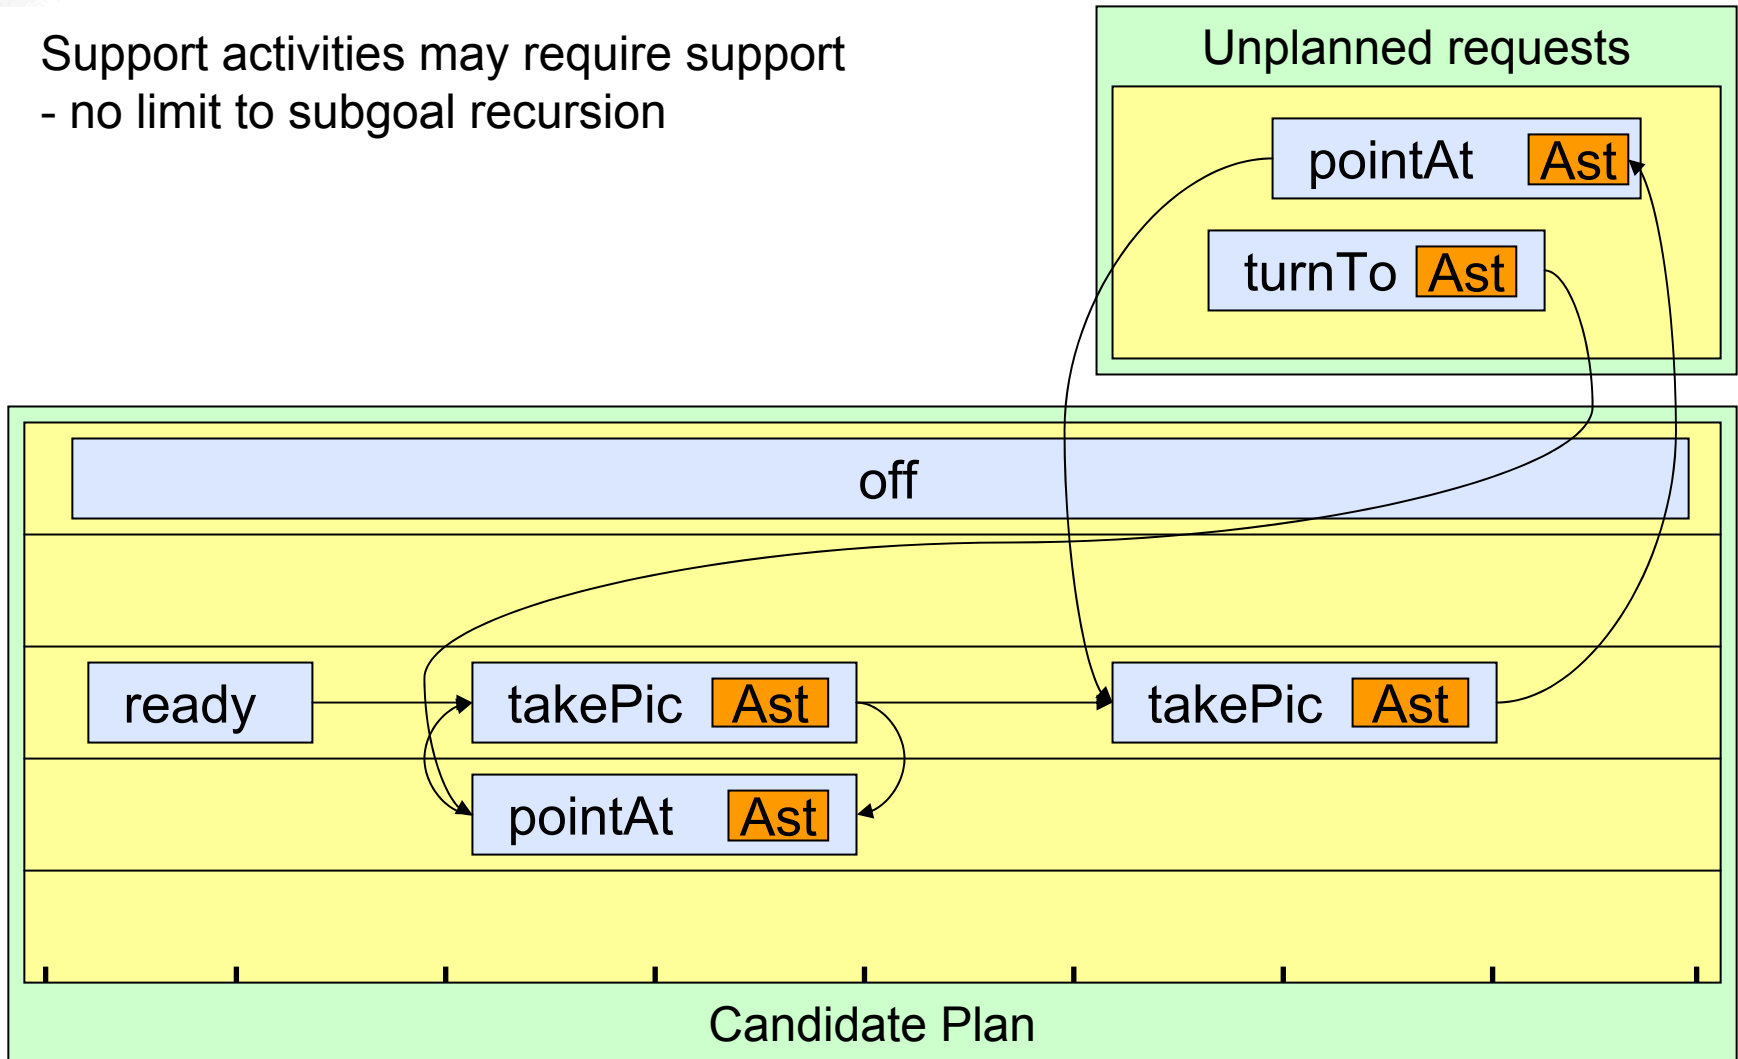 Support activities may require support
- no limit to subgoal recursion
Unplanned requests
pointAt Ast
turnTo Ast
off
ready takePic Ast takePic Ast
pointAt Ast
Candidate Plan